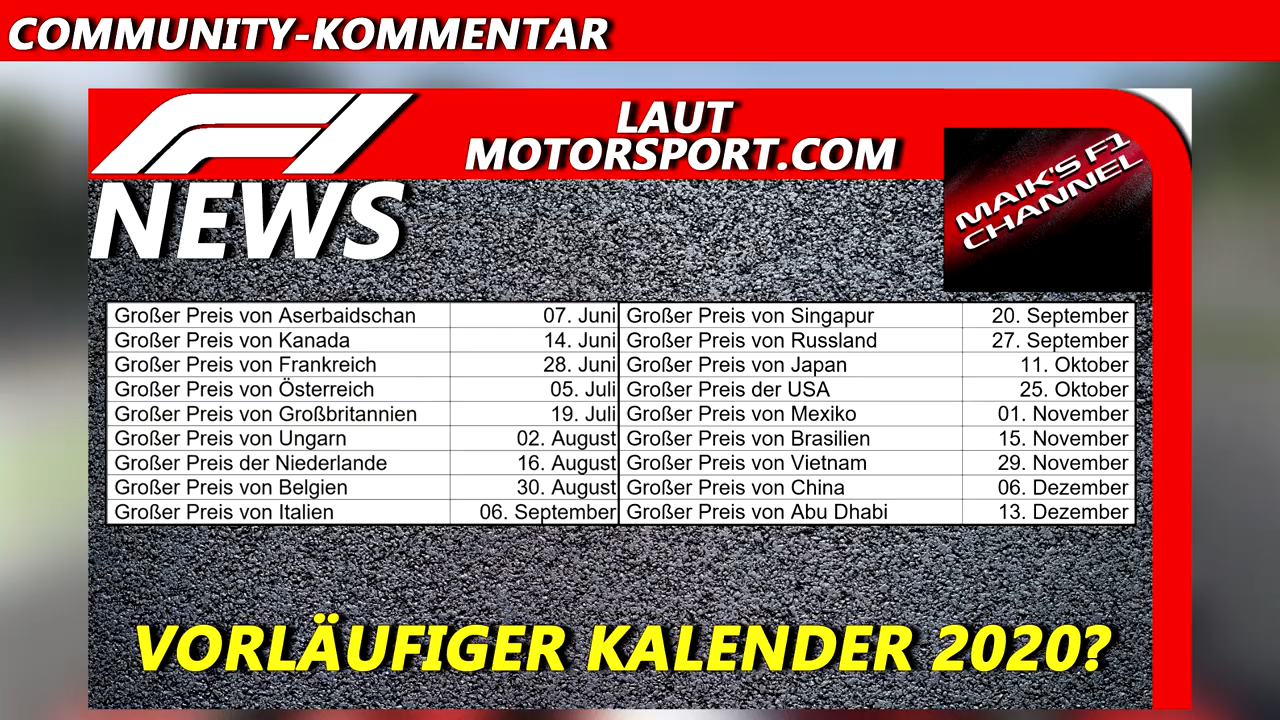 COMMUNITY-KOMMENTAR
F1
NEWS
LAUT
MOTORSPORT.COM
MAIK'S F1
CHANNEL
Großer Preis von Aserbaidschan 07. Juni Großer Preis von Singapur 20. September
Großer Preis von Kanada 14. Juni Großer Preis von Russland 27. September
Großer Preis von Frankreich 28. Juni Großer Preis von Japan 11. Oktober
Großer Preis von Österreich 05. Juli Großer Preis der USA 25. Oktober
Großer Preis von Großbritannien 19. Juli Großer Preis von Mexiko 01. November
Großer Preis von Ungarn 02. August Großer Preis von Brasilien 15. November
Großer Preis der Niederlande 16. August Großer Preis von Vietnam 29. November
Großer Preis von Belgien 30. August Großer Preis von China 06. Dezember
Großer Preis von Italien 06. September Großer Preis von Abu Dhabi 13. Dezember
VORLÄUFIGER KALENDER 2020?